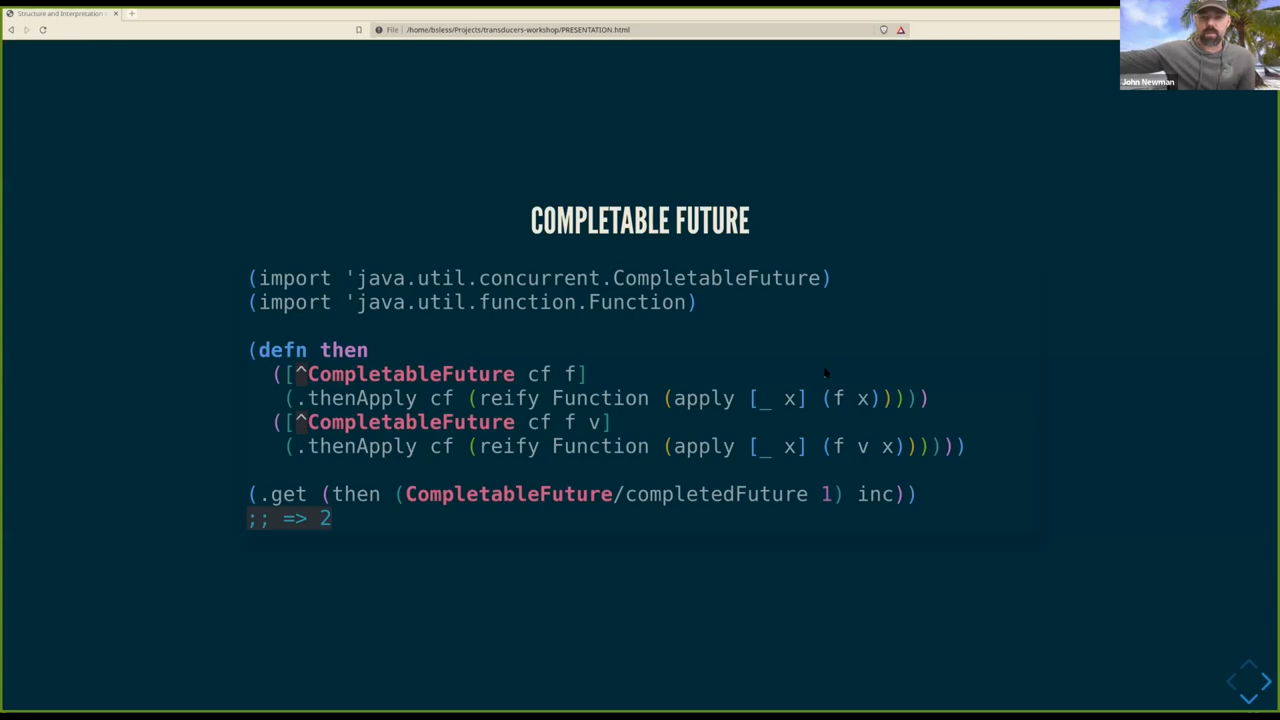 Structure and Interpretation
File
/home/bsless/Projects/transducers-workshop/PRESENTATION.html
John Newman
COMPLETABLE FUTURE
(import 'java.util.concurrent.CompletableFuture)
(import 'java.util.function.Function)
(defn then
([^CompletableFuture cf f]
(.thenApply cf (reify Function (apply [_ x] (f x)))))
([^CompletableFuture cf f v]
(.thenApply cf (reify Function (apply [_ x] (f v x))))))
(.get (then (CompletableFuture/completedFuture 1) inc))
;; => 2